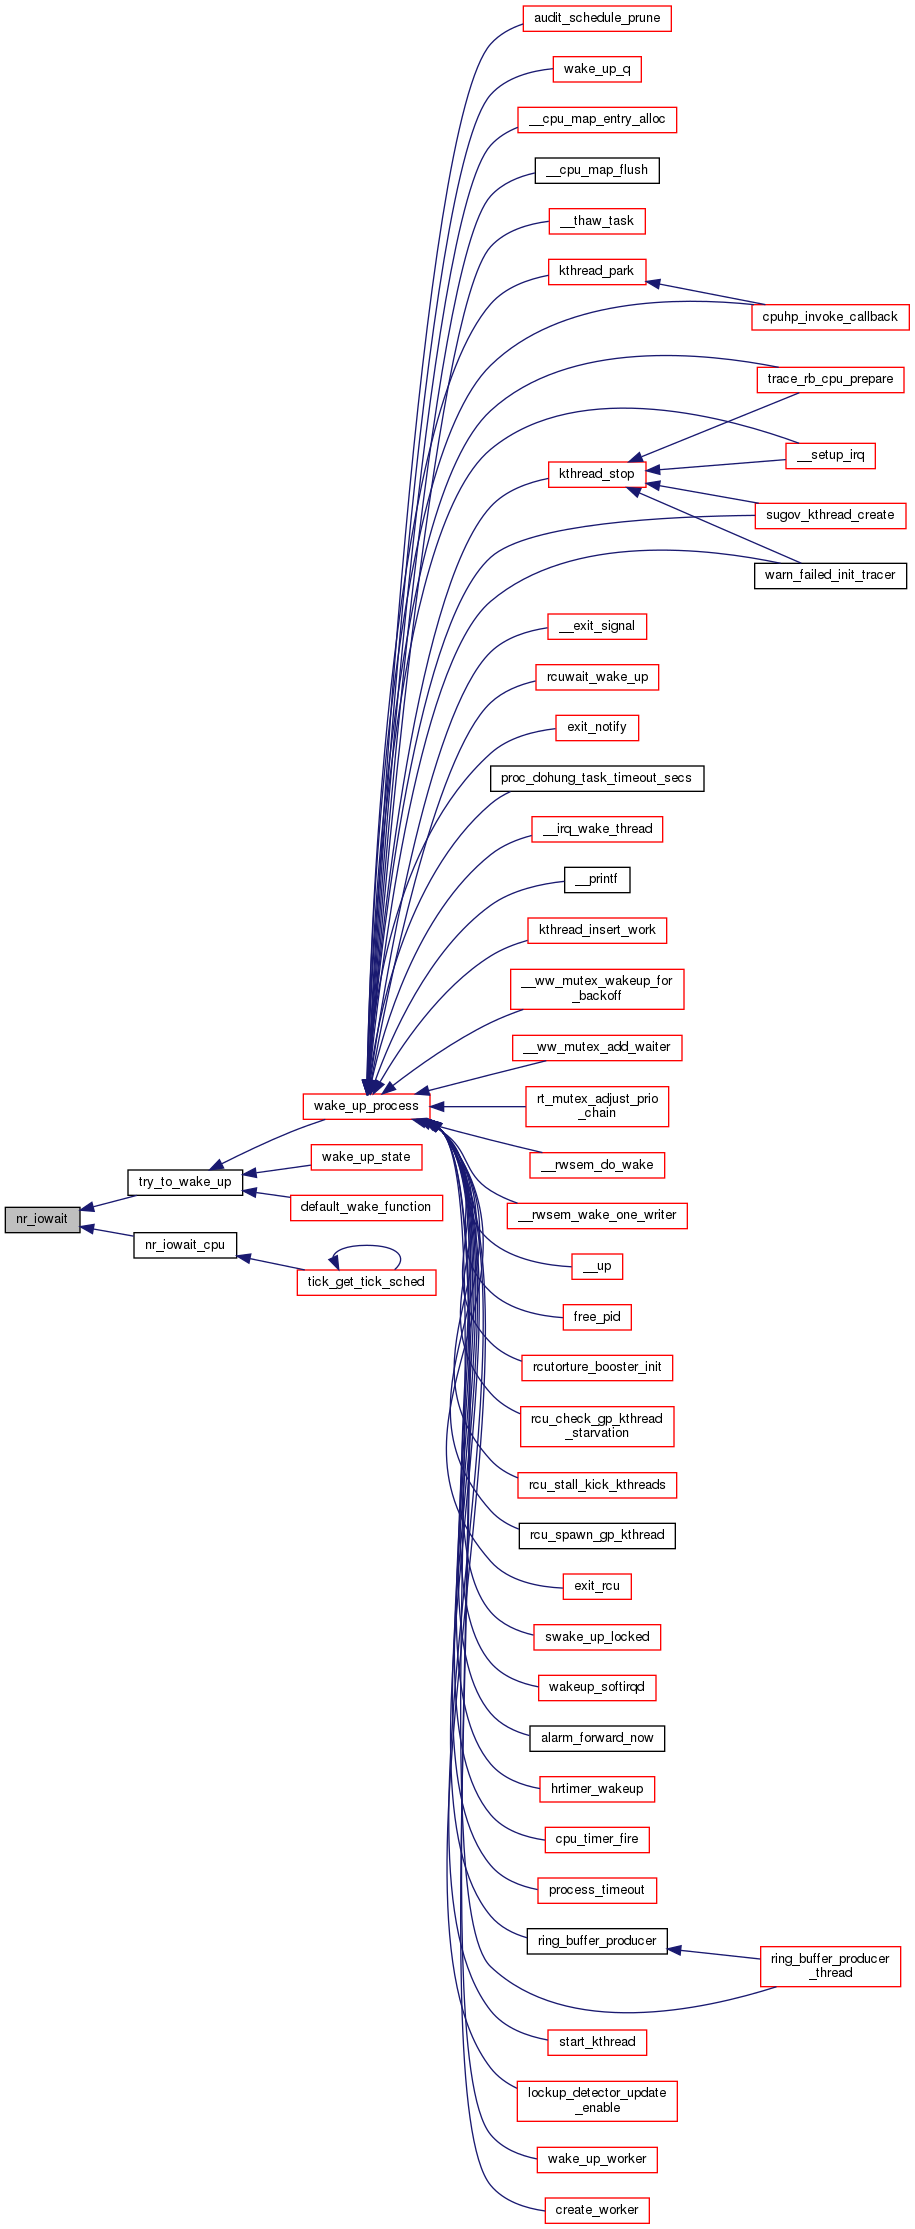 audit_schedule_prune
wake_up_q
__cpu_map_entry_alloc
__cpu_map_flush
__thaw_task
kthread_park
cpuhp_invoke_callback
trace_rb_cpu_prepare
__setup_irq
kthread_stop
sugov_kthread_create
warn_failed_init_tracer
__exit_signal
rcuwait_wake_up
exit_notify
proc_dohung_task_timeout_secs
__irq_wake_thread
__printf
kthread_insert_work
__ww_mutex_wakeup_for
_backoff
__ww_mutex_add_waiter
rt_mutex_adjust_prio
_chain
wake_up_process
wake_up_state
__rwsem_do_wake
try_to_wake_up
default_wake_function
__rwsem_wake_one_writer
nr_iowait
nr_iowait_cpu
__up
tick_get_tick_sched
free_pid
rcutorture_booster_init
rcu_check_gp_kthread
_starvation
rcu_stall_kick_kthreads
rcu_spawn_gp_kthread
exit_rcu
swake_up_locked
wakeup_softirqd
alarm_forward_now
hrtimer_wakeup
cpu_timer_fire
process_timeout
ring_buffer_producer
ring_buffer_producer
_thread
start_kthread
lockup_detector_update
_enable
wake_up_worker
create_worker